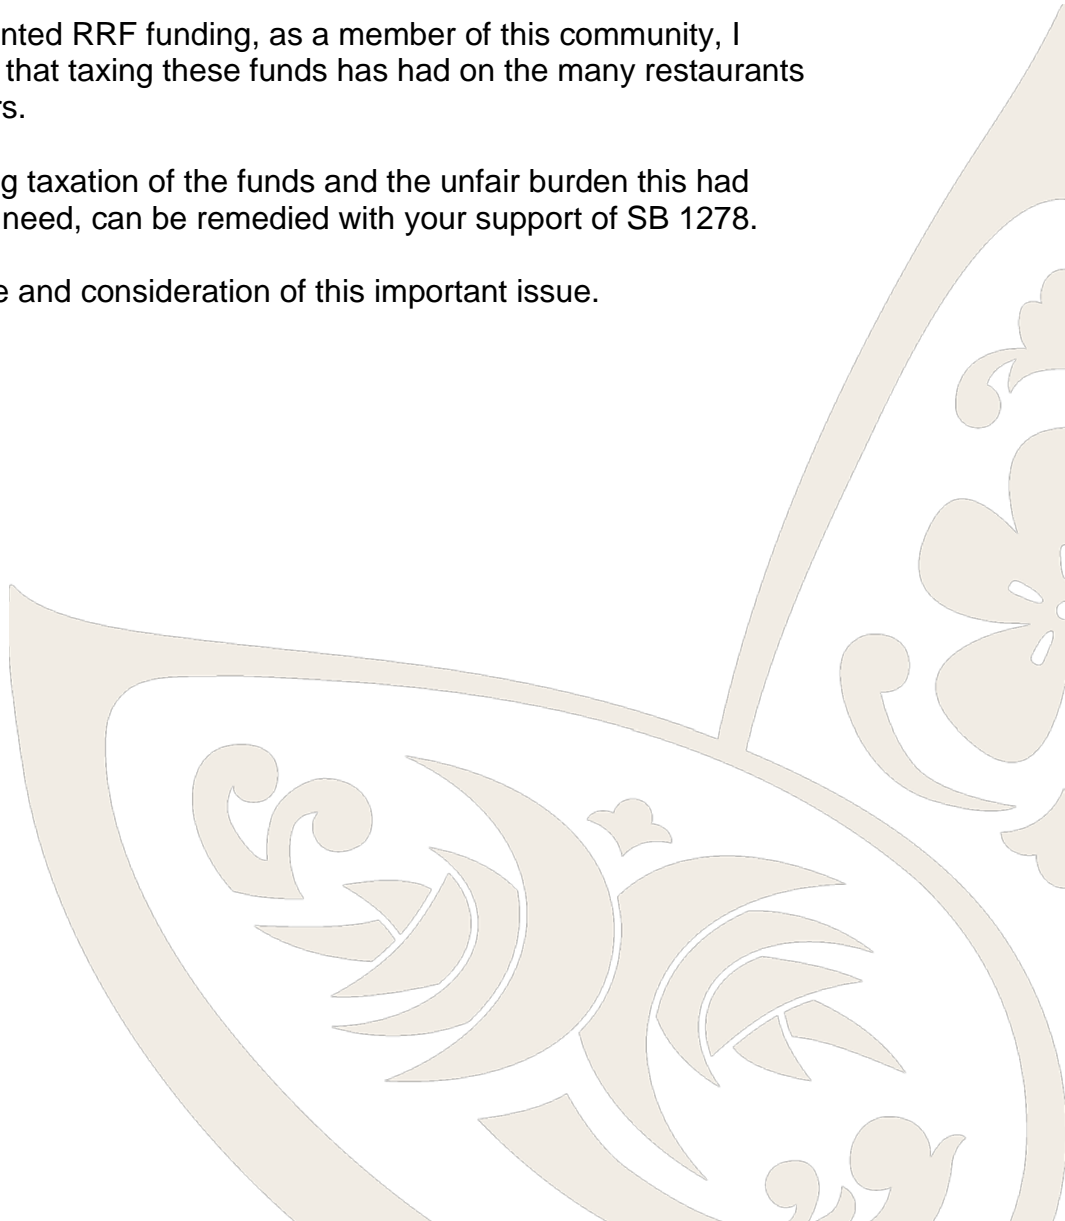 nted RRF funding, as a member of this community, I
that taxing these funds has had on the many restaurants
rs.
g taxation of the funds and the unfair burden this had
need, can be remedied with your support of SB 1278.
e and consideration of this important issue.